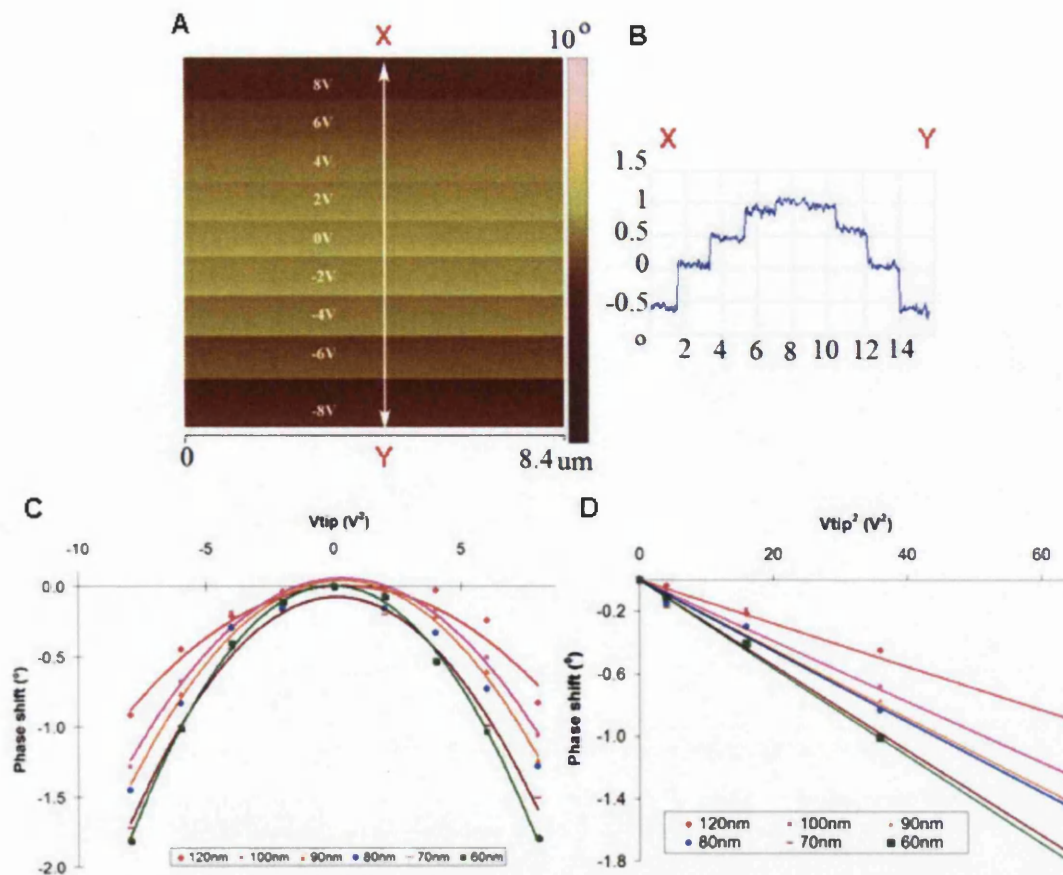 A
X
10°
8V
6V
4V
2V
0V
-2V
-4V
-6V
-8V
0
Y
8.4 um
B
X
Y
1.5
1
0.5
0
-0.5
o
2 4 6 8 10 12 14
C
Vtip (V²)
-10 -5 0 5
0.0
-0.5
-1.0
-1.5
-2.0
Phase shift (°)
120nm 100nm 90nm 80nm 70nm 60nm
D
Vtip² (V²)
0 20 40 60
-0.2
-0.6
-1.0
-1.4
-1.8
Phase shift (°)
120nm 100nm 90nm
80nm 70nm 60nm